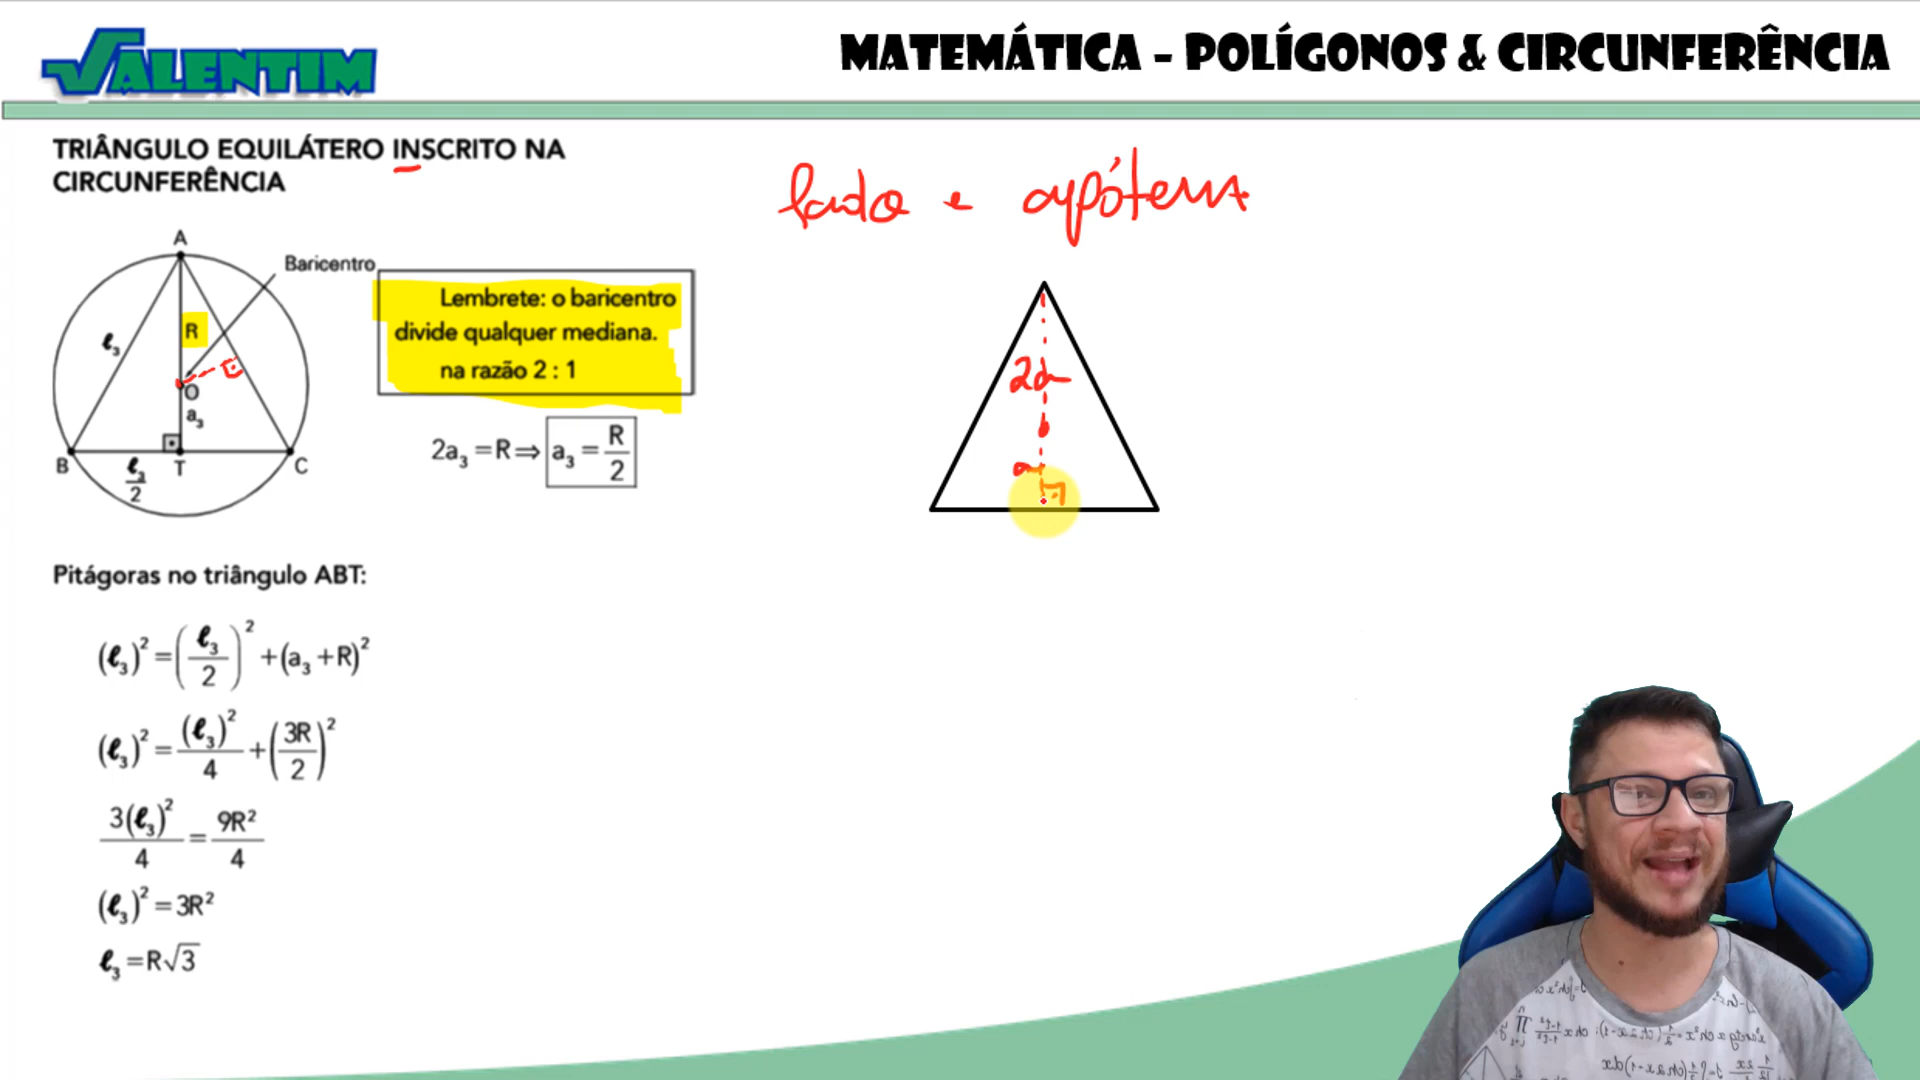 VALENTIM
MATEMÁTICA - POLÍGONOS & CIRCUNFERÊNCIA
TRIÂNGULO EQUILÁTERO INSCRITO NA
CIRCUNFERÊNCIA
lado e apótema
A
Baricentro
R
ℓ₃
O
a₃
B
ℓ₃/2
T
C
Lembrete: o baricentro
divide qualquer mediana.
na razão 2 : 1
2a₃ = R ⇒ a₃ = R/2
2a
a
Pitágoras no triângulo ABT:
(ℓ₃)² = (ℓ₃/2)² + (a₃ + R)²
(ℓ₃)² = (ℓ₃)²/4 + (3R/2)²
3(ℓ₃)²/4 = 9R²/4
(ℓ₃)² = 3R²
ℓ₃ = R√3